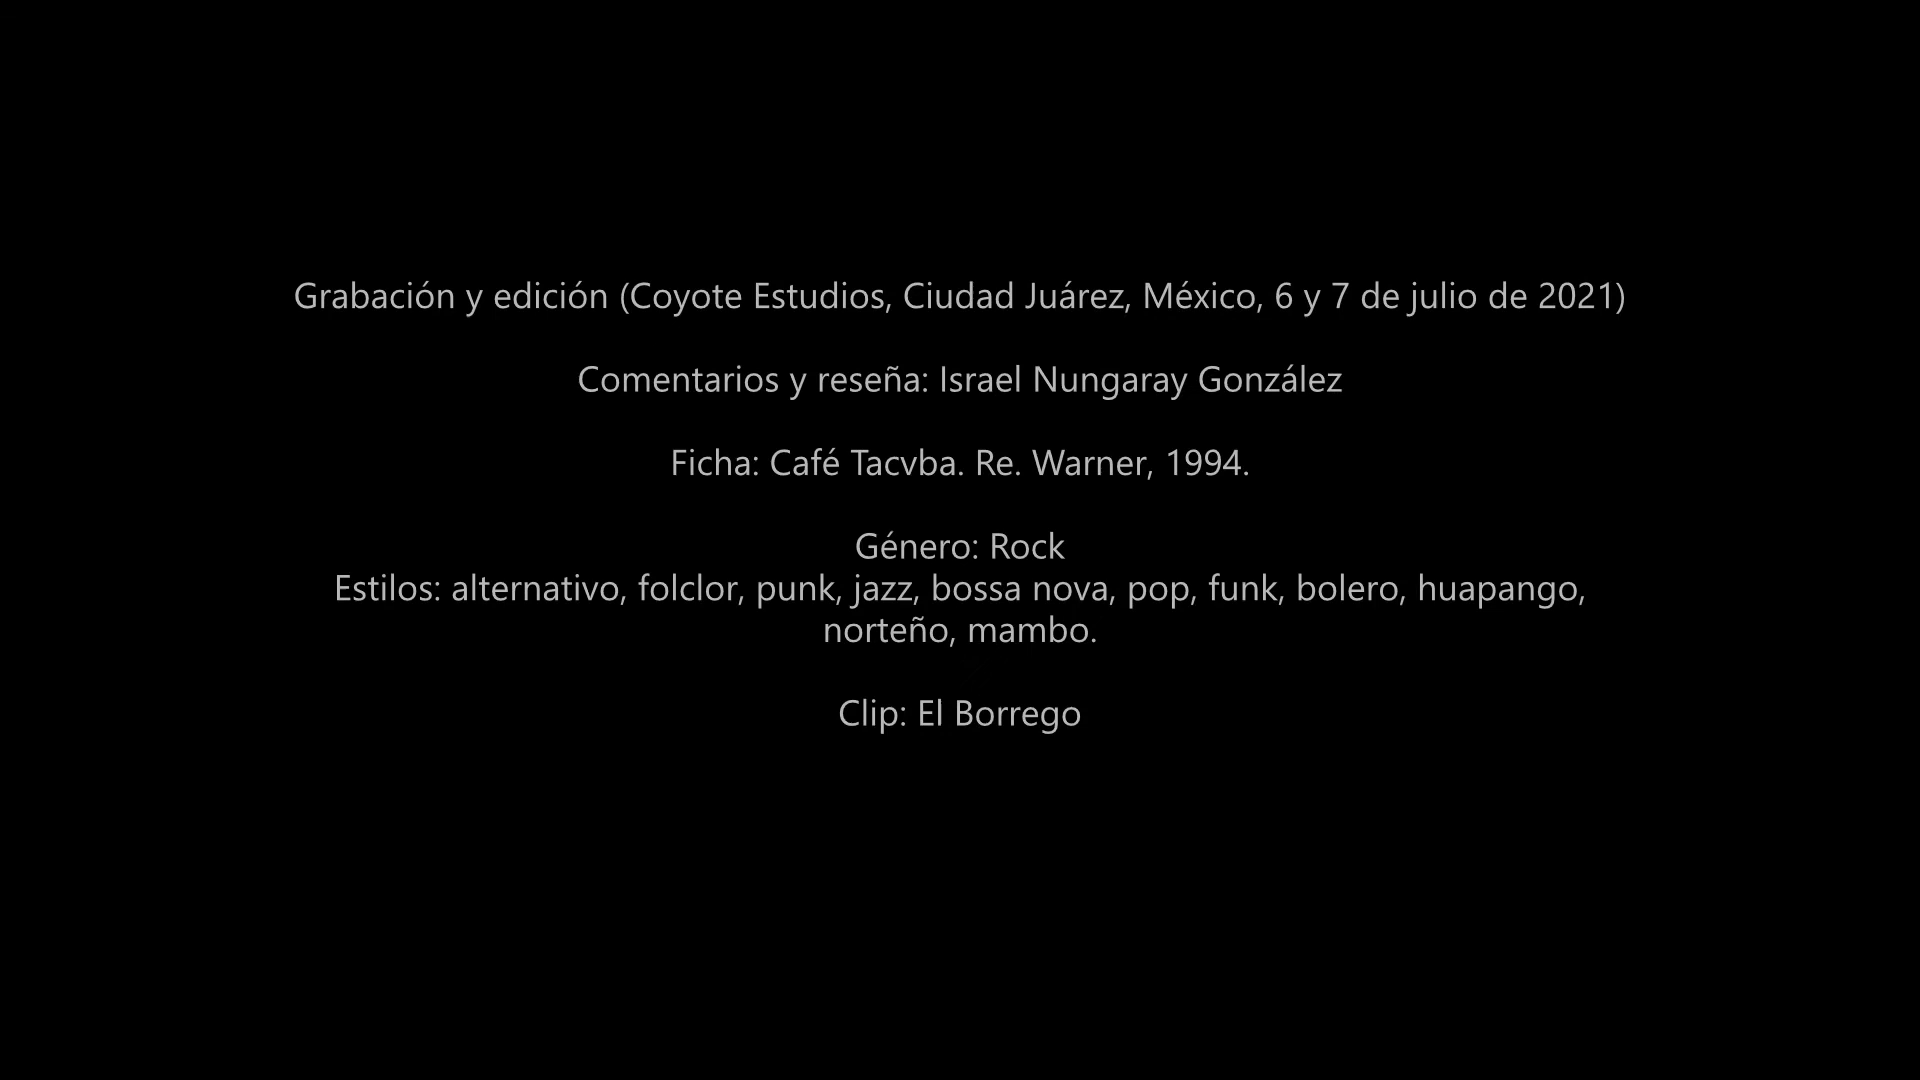 Grabación y edición (Coyote Estudios, Ciudad Juárez, México, 6 y 7 de julio de 2021)
Comentarios y reseña: Israel Nungaray González
Ficha: Café Tacvba. Re. Warner, 1994.
Género: Rock
Estilos: alternativo, folclor, punk, jazz, bossa nova, pop, funk, bolero, huapango,
norteño, mambo.
Clip: El Borrego